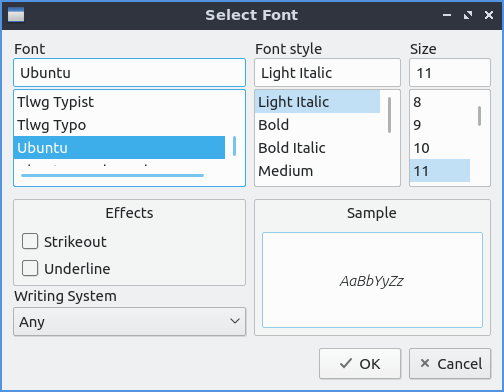 Select Font
Font
Font style
Size
Ubuntu
Light Italic
11
Tlwg Typist
Tlwg Typo
Ubuntu
Light Italic
Bold
Bold Italic
Medium
8
9
10
11
Effects
Strikeout
Underline
Sample
AaBbYyZz
Writing System
Any
OK
Cancel